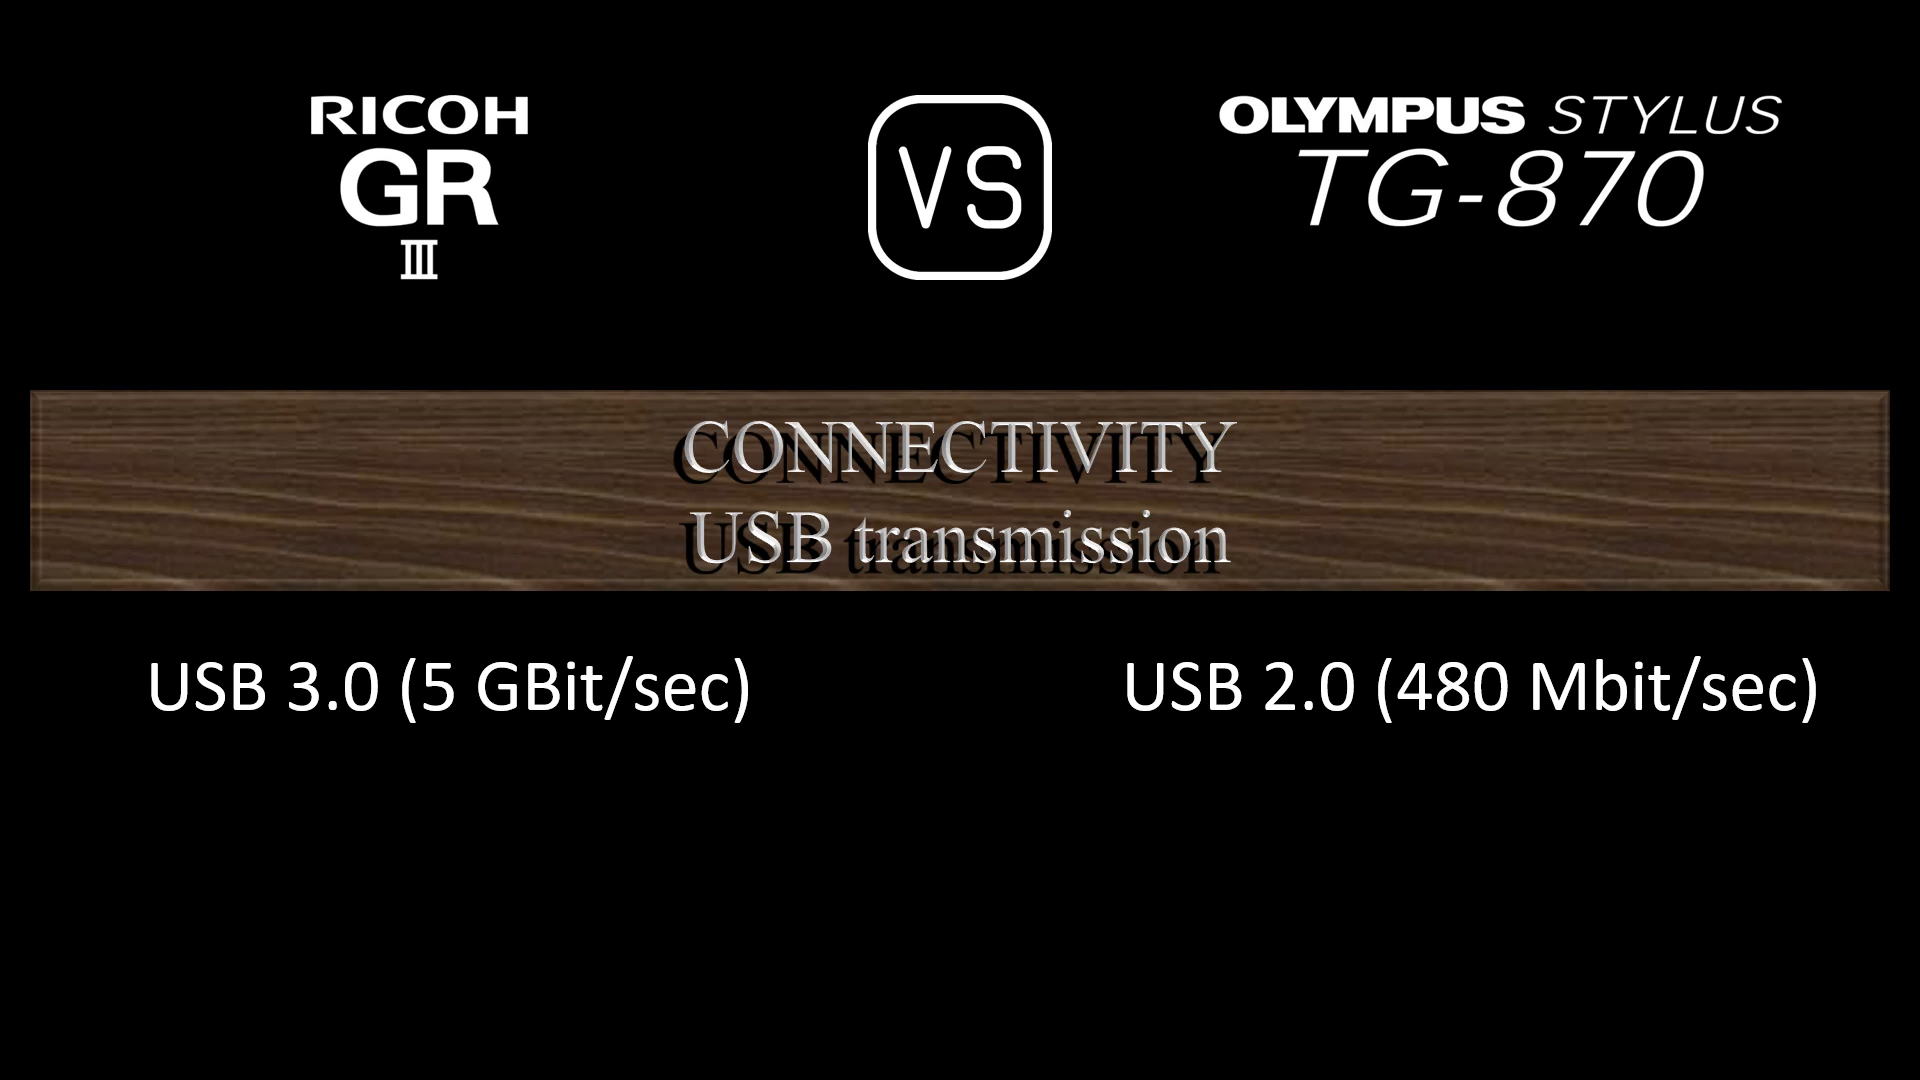 RICOH
GR
III
VS
OLYMPUS STYLUS
TG-870
CONNECTIVITY
USB transmission
USB 3.0 (5 GBit/sec)
USB 2.0 (480 Mbit/sec)